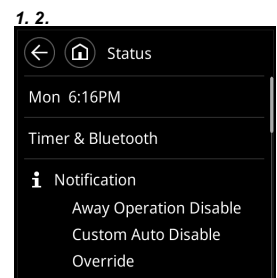 1. 2.
Status
Mon 6:16PM
Timer & Bluetooth
i Notification
Away Operation Disable
Custom Auto Disable
Override